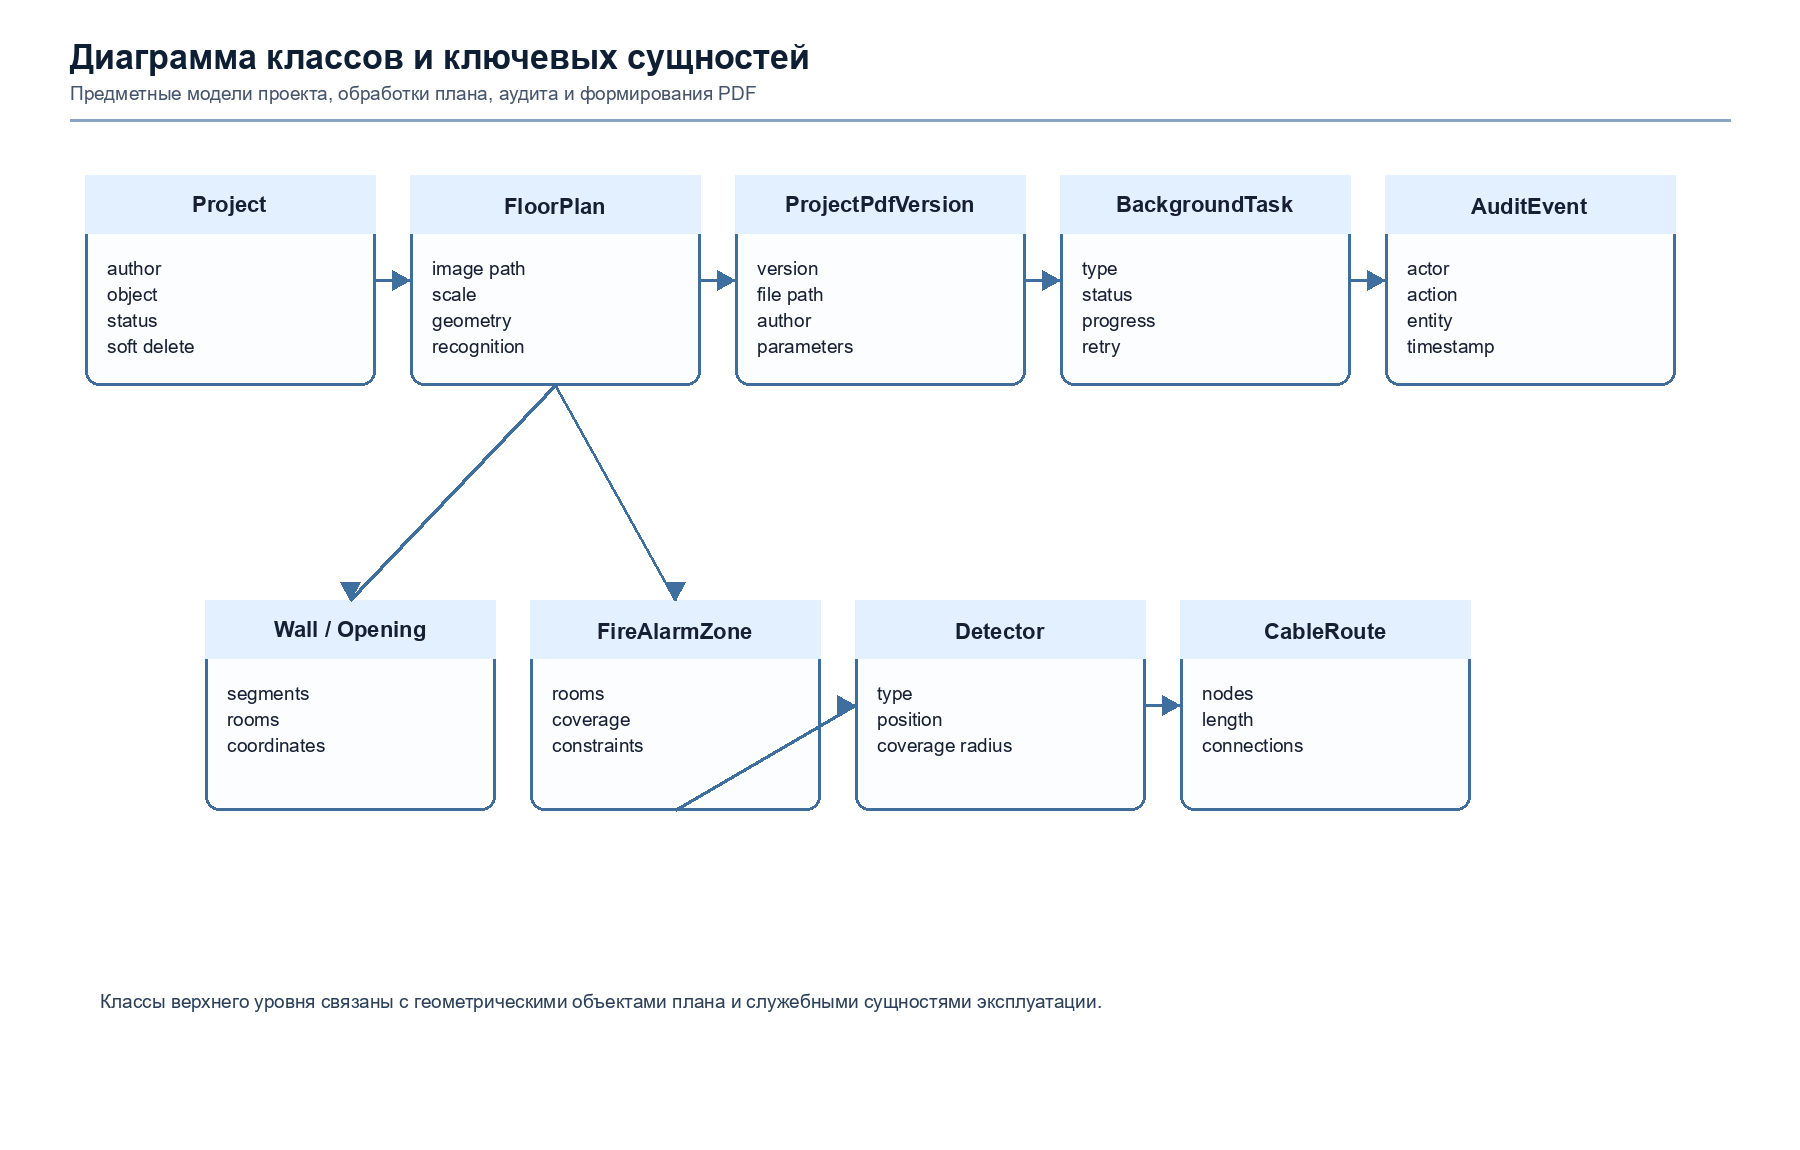 Диаграмма классов и ключевых сущностей
Предметные модели проекта, обработки плана, аудита и формирования PDF
Project
author
object
status
soft delete
FloorPlan
image path
scale
geometry
recognition
ProjectPdfVersion
version
file path
author
parameters
BackgroundTask
type
status
progress
retry
AuditEvent
actor
action
entity
timestamp
Wall / Opening
segments
rooms
coordinates
FireAlarmZone
rooms
coverage
constraints
Detector
type
position
coverage radius
CableRoute
nodes
length
connections
Классы верхнего уровня связаны с геометрическими объектами плана и служебными сущностями эксплуатации.